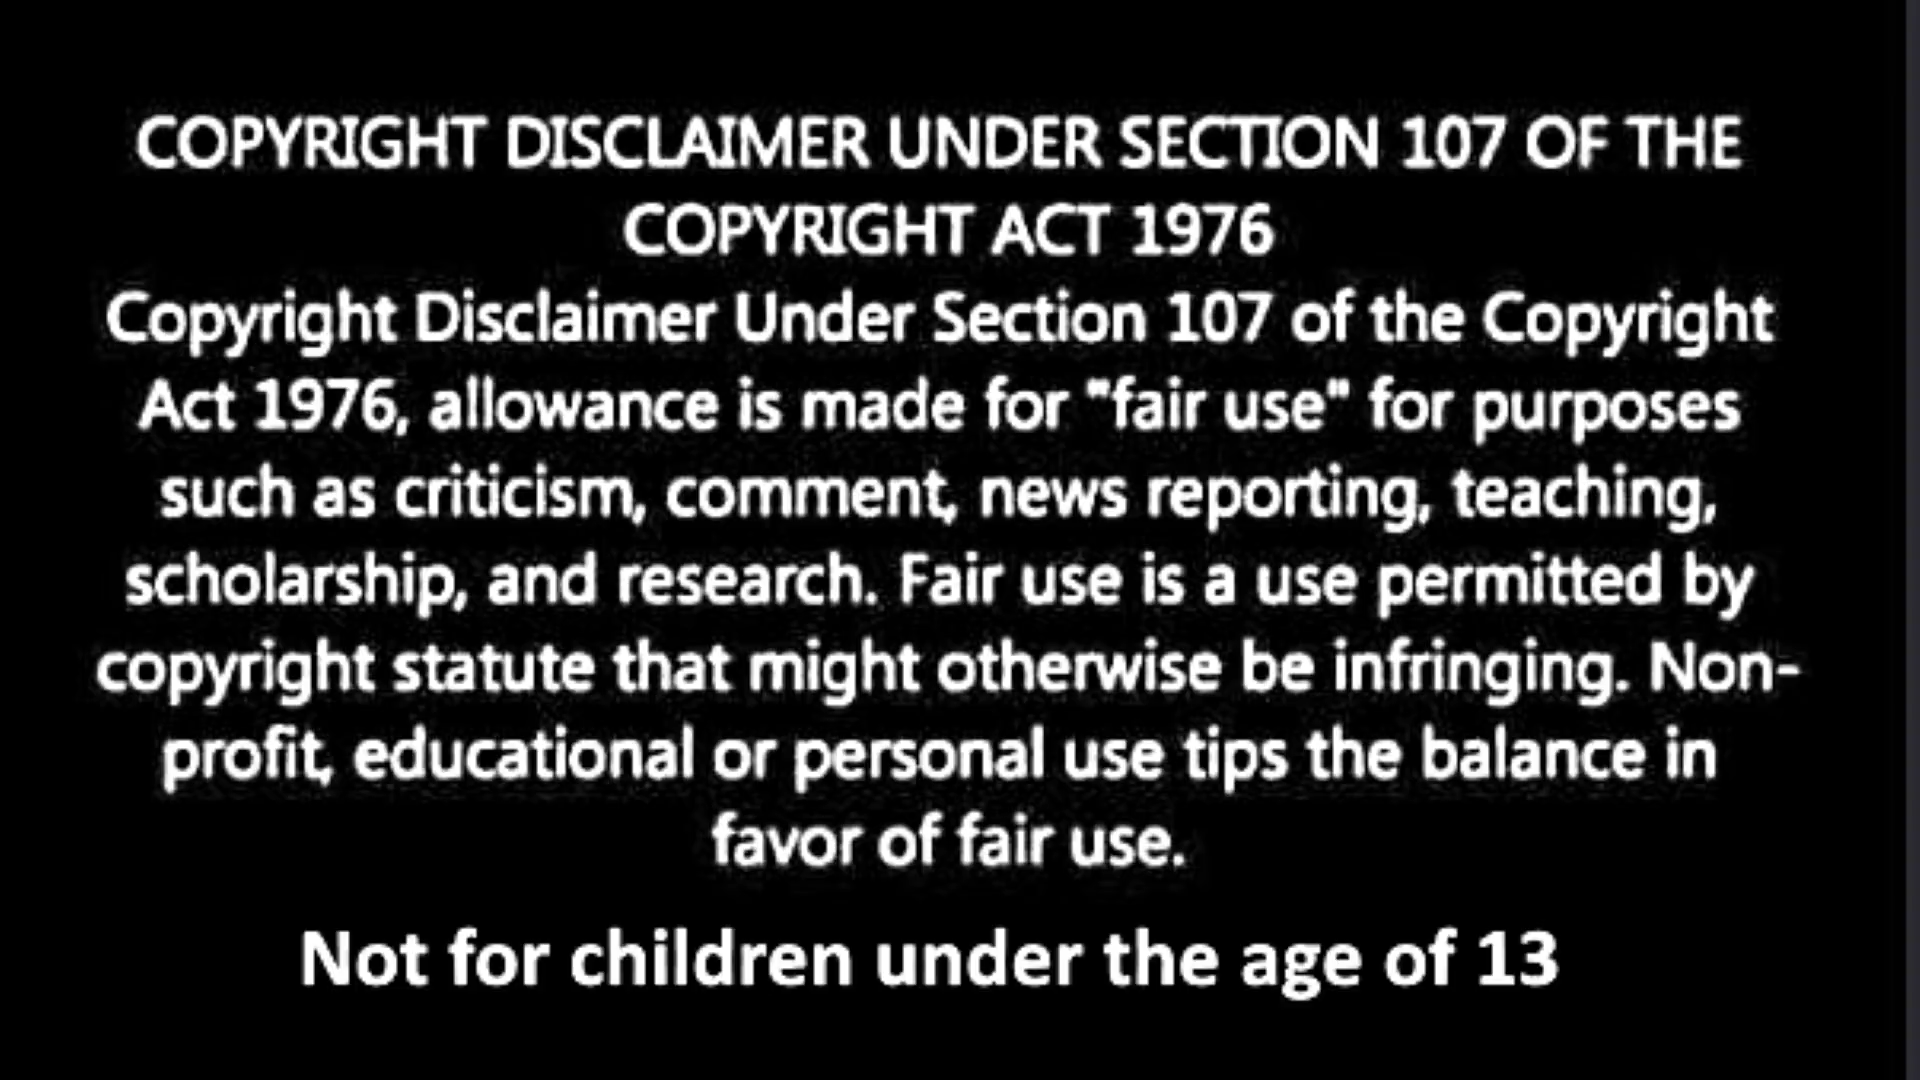 COPYRIGHT DISCLAIMER UNDER SECTION 107 OF THE
COPYRIGHT ACT 1976
Copyright Disclaimer Under Section 107 of the Copyright
Act 1976, allowance is made for "fair use" for purposes
such as criticism, comment, news reporting, teaching,
scholarship, and research. Fair use is a use permitted by
copyright statute that might otherwise be infringing. Non-
profit, educational or personal use tips the balance in
favor of fair use.
Not for children under the age of 13